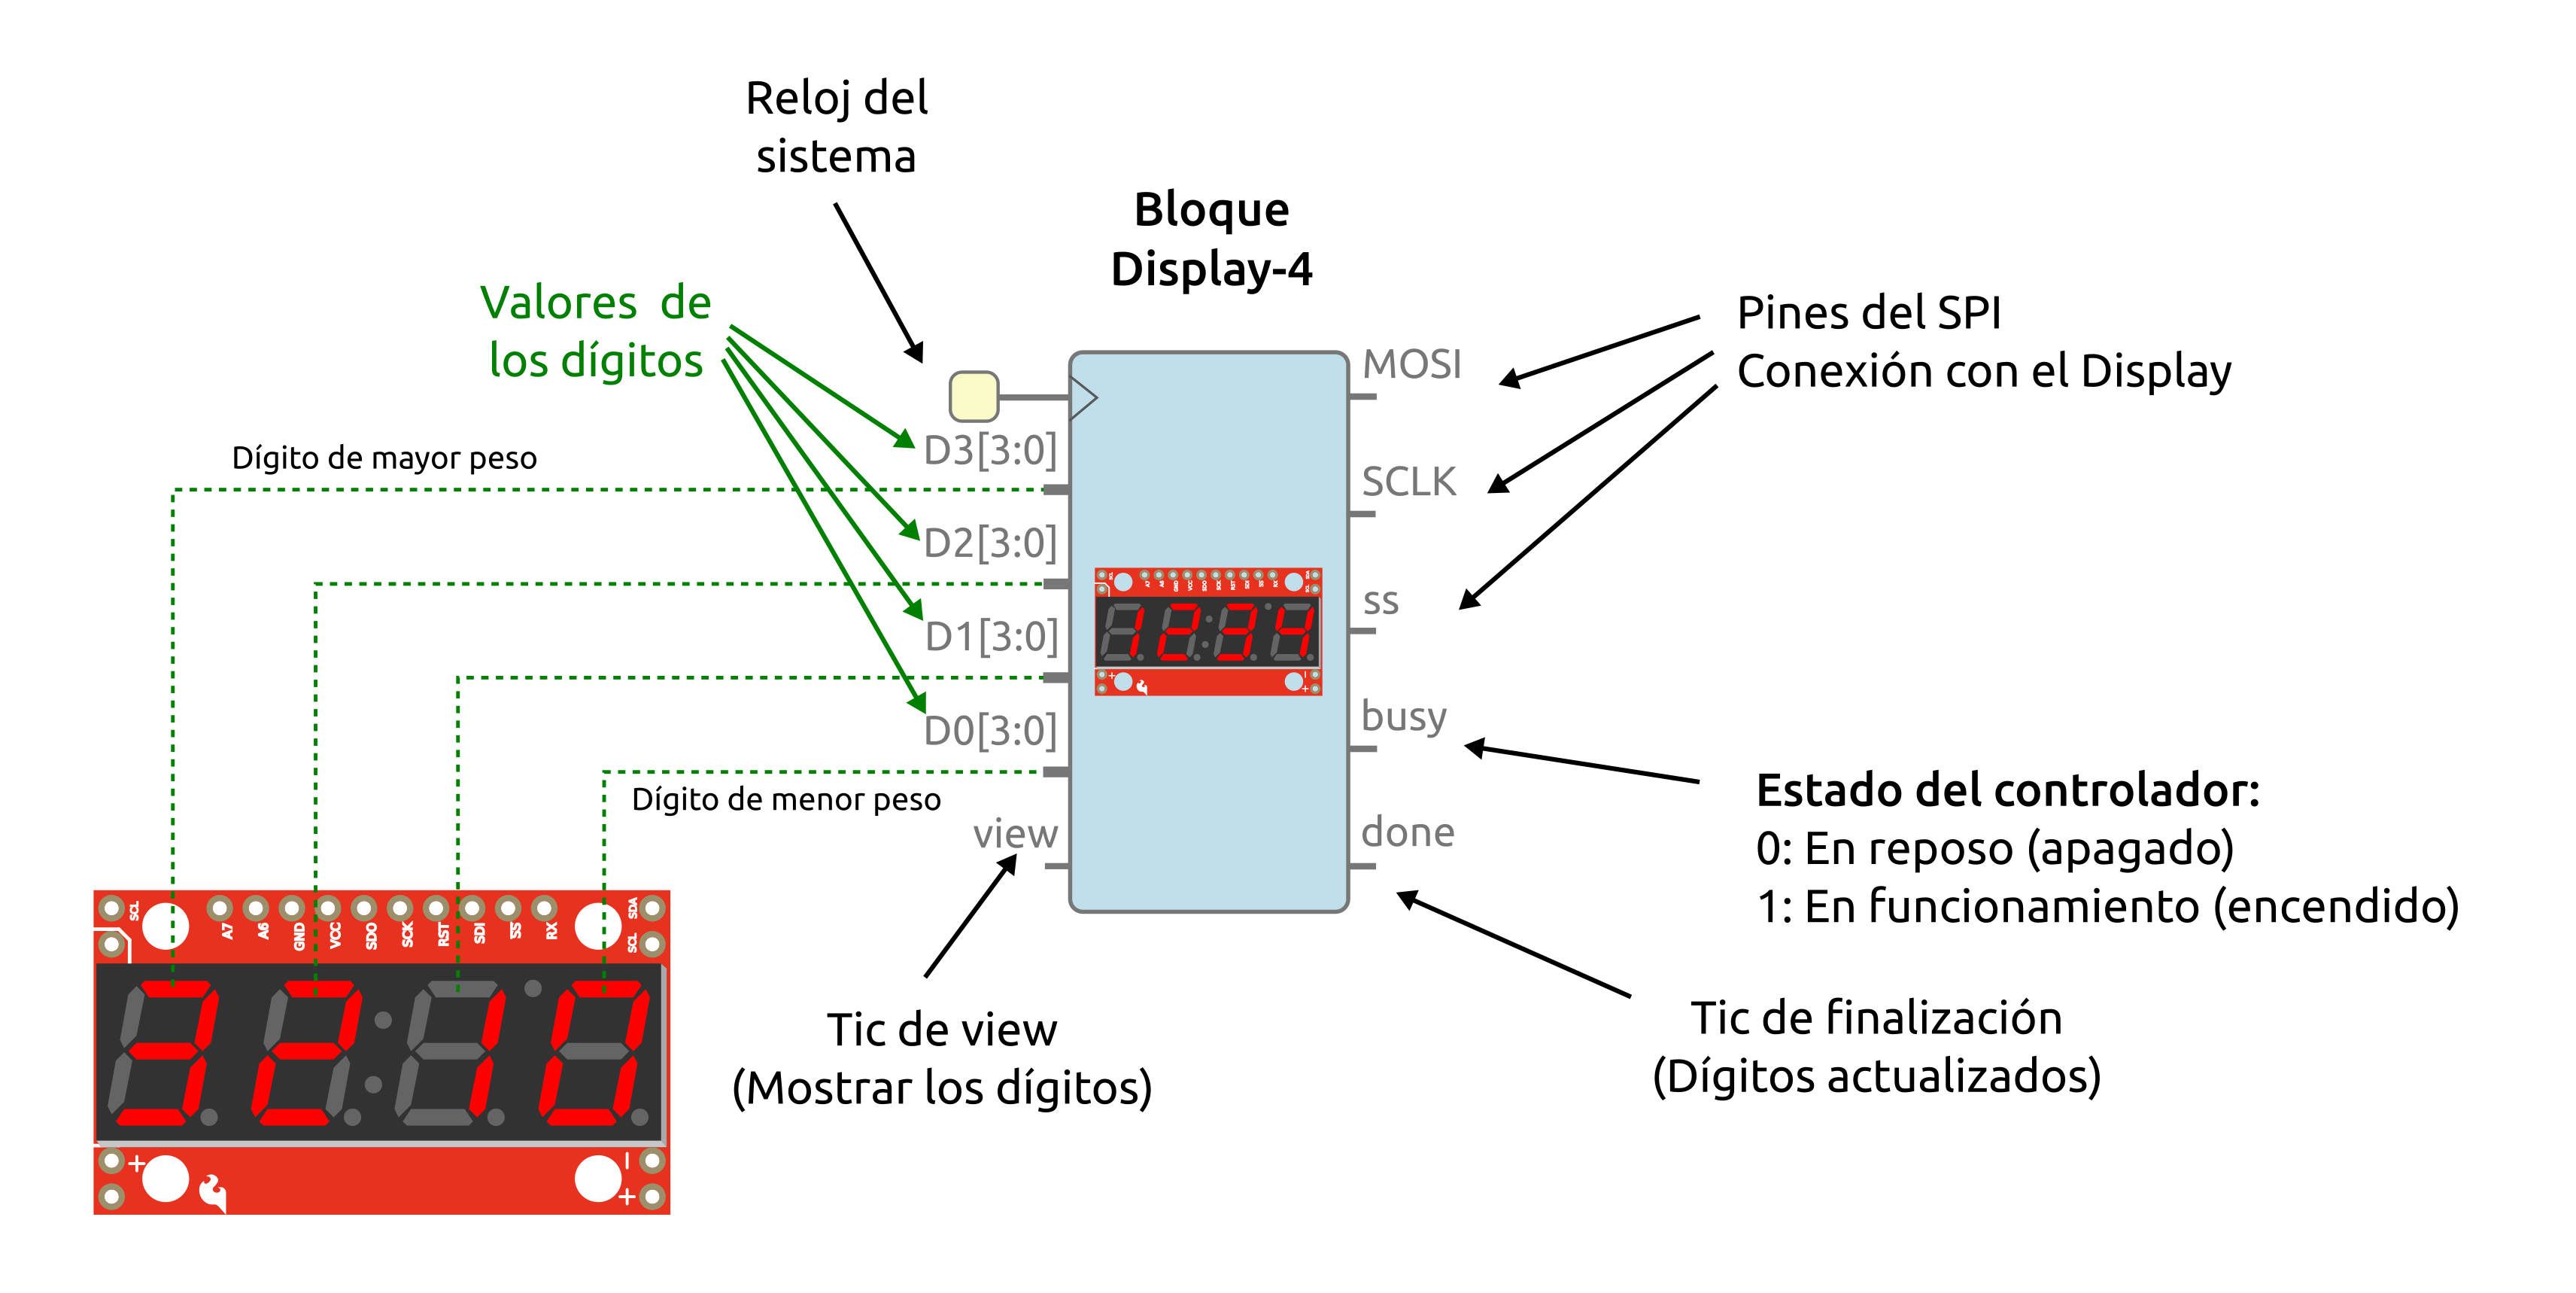 Reloj del
sistema
Bloque
Display-4
Valores de
los dígitos
Pines del SPI
Conexión con el Display
MOSI
D3[3:0]
Dígito de mayor peso
SCLK
D2[3:0]
ss
D1[3:0]
1234
busy
D0[3:0]
Dígito de menor peso
view
done
Estado del controlador:
0: En reposo (apagado)
1: En funcionamiento (encendido)
SCL
A7
A6
GND
VCC
SDO
SCK
RST
SDI
SS
RX
SDA
SCL
3210
+
−
+
Tic de view
(Mostrar los dígitos)
Tic de finalización
(Dígitos actualizados)